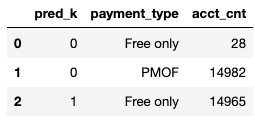 pred_k payment_type acct_cnt
0 0 Free only 28
1 0 PMOF 14982
2 1 Free only 14965